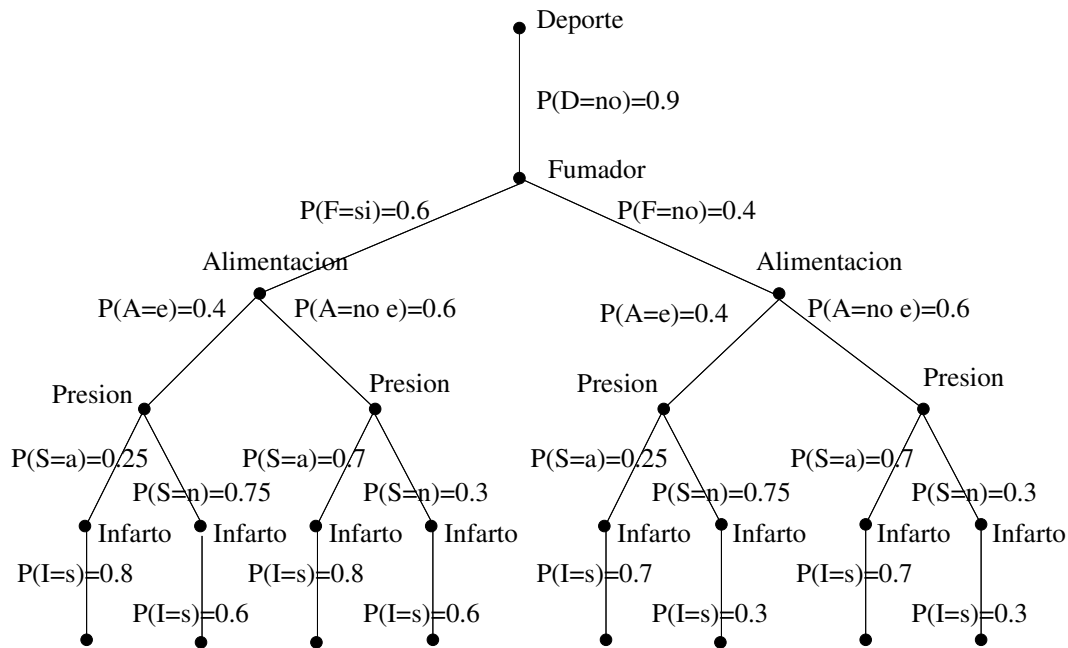 Deporte
P(D=no)=0.9
Fumador
P(F=si)=0.6
P(F=no)=0.4
Alimentacion
Alimentacion
P(A=e)=0.4
P(A=no e)=0.6
P(A=e)=0.4
P(A=no e)=0.6
Presion
Presion
Presion
Presion
P(S=a)=0.25
P(S=n)=0.75
P(S=a)=0.7
P(S=n)=0.3
P(S=a)=0.25
P(S=n)=0.75
P(S=a)=0.7
P(S=n)=0.3
Infarto
Infarto
Infarto
Infarto
Infarto
Infarto
Infarto
Infarto
P(I=s)=0.8
P(I=s)=0.6
P(I=s)=0.8
P(I=s)=0.6
P(I=s)=0.7
P(I=s)=0.3
P(I=s)=0.7
P(I=s)=0.3